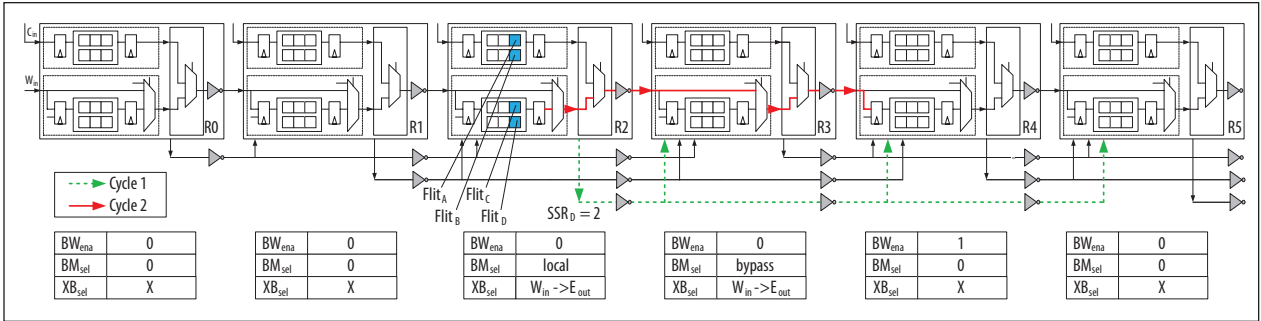 C_in
W_in
R0 R1 R2 R3 R4 R5
Cycle 1
Cycle 2
Flit_A Flit_C
Flit_B Flit_D
SSR_D = 2
BW_ena 0
BM_sel 0
XB_sel X
BW_ena 0
BM_sel 0
XB_sel X
BW_ena 0
BM_sel local
XB_sel W_in ->E_out
BW_ena 0
BM_sel bypass
XB_sel W_in ->E_out
BW_ena 1
BM_sel 0
XB_sel X
BW_ena 0
BM_sel 0
XB_sel X